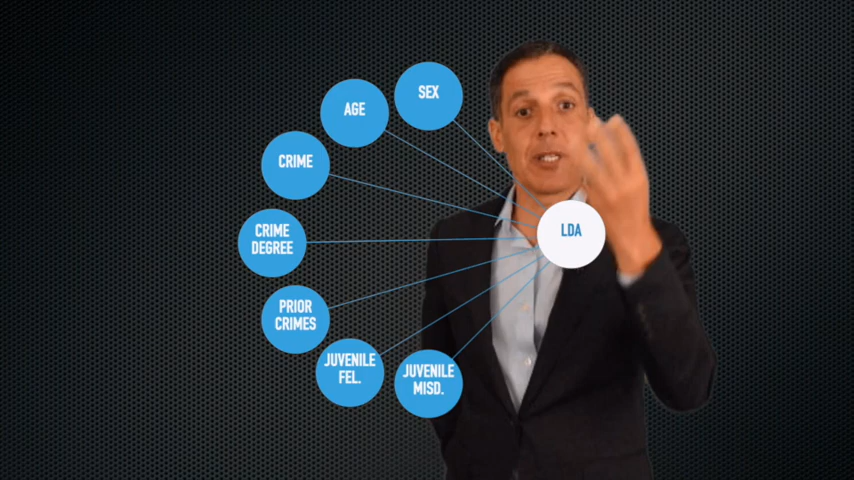 SEX
AGE
CRIME
CRIME
DEGREE
PRIOR
CRIMES
JUVENILE
FEL.
JUVENILE
MISD.
LDA